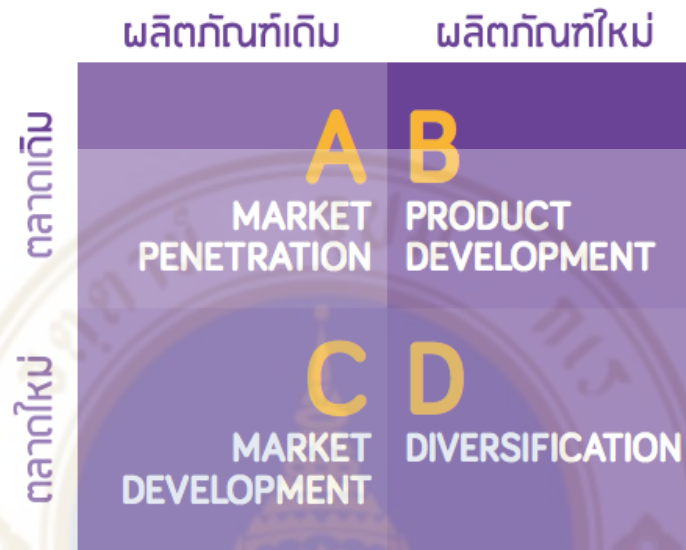 ผลิตภัณฑ์เดิม ผลิตภัณฑ์ใหม่
ตลาดเดิม
A B
MARKET PRODUCT
PENETRATION DEVELOPMENT
ตลาดใหม่
C D
MARKET DIVERSIFICATION
DEVELOPMENT